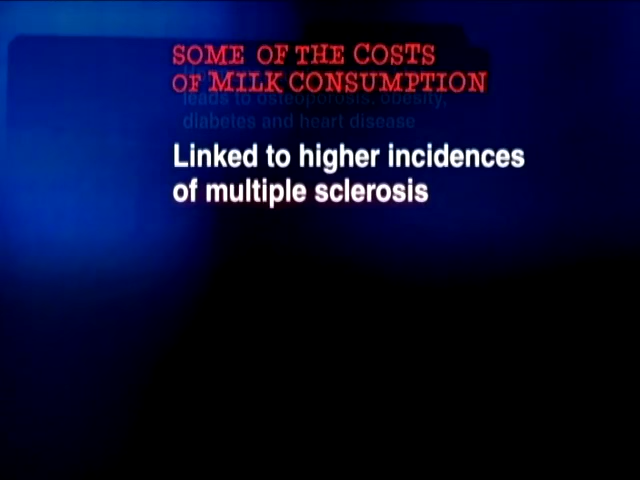 SOME OF THE COSTS
OF MILK CONSUMPTION
leads to osteoporosis, obesity,
diabetes and heart disease
Linked to higher incidences
of multiple sclerosis